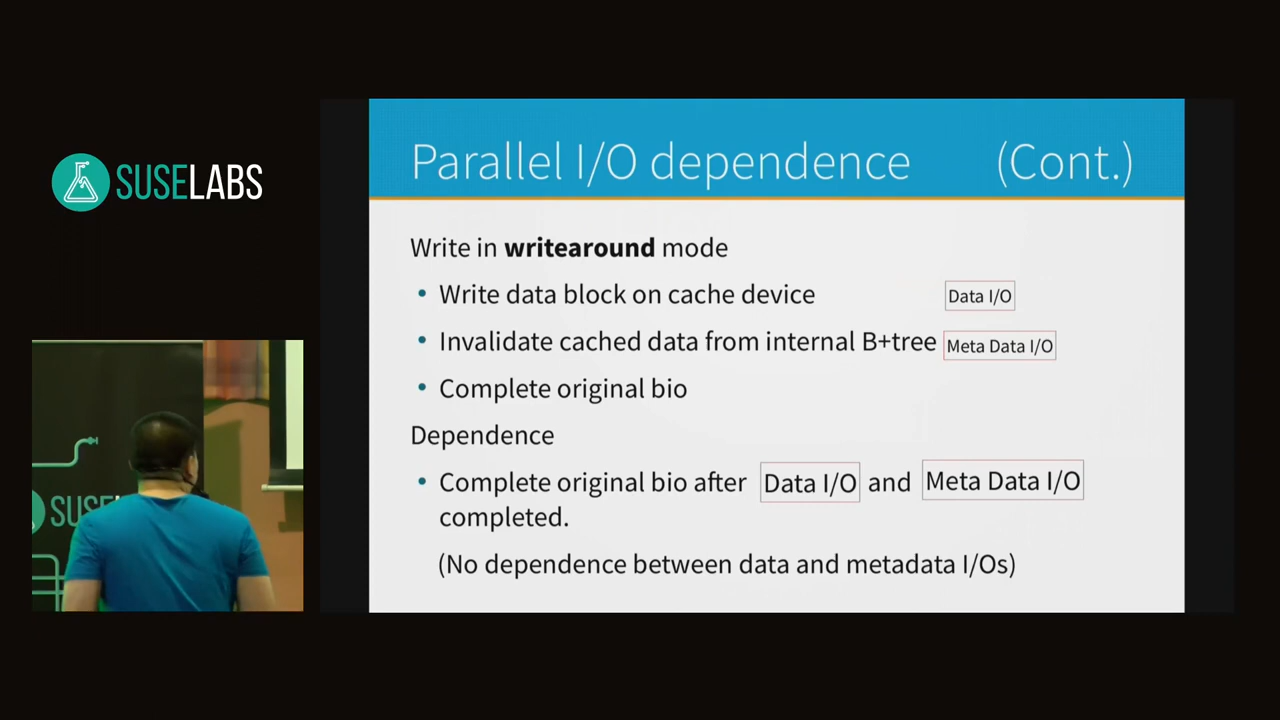 SUSELABS
Parallel I/O dependence (Cont.)
Write in writearound mode
• Write data block on cache device Data I/O
• Invalidate cached data from internal B+tree Meta Data I/O
• Complete original bio
Dependence
• Complete original bio after Data I/O and Meta Data I/O
completed.
(No dependence between data and metadata I/Os)
SUSE